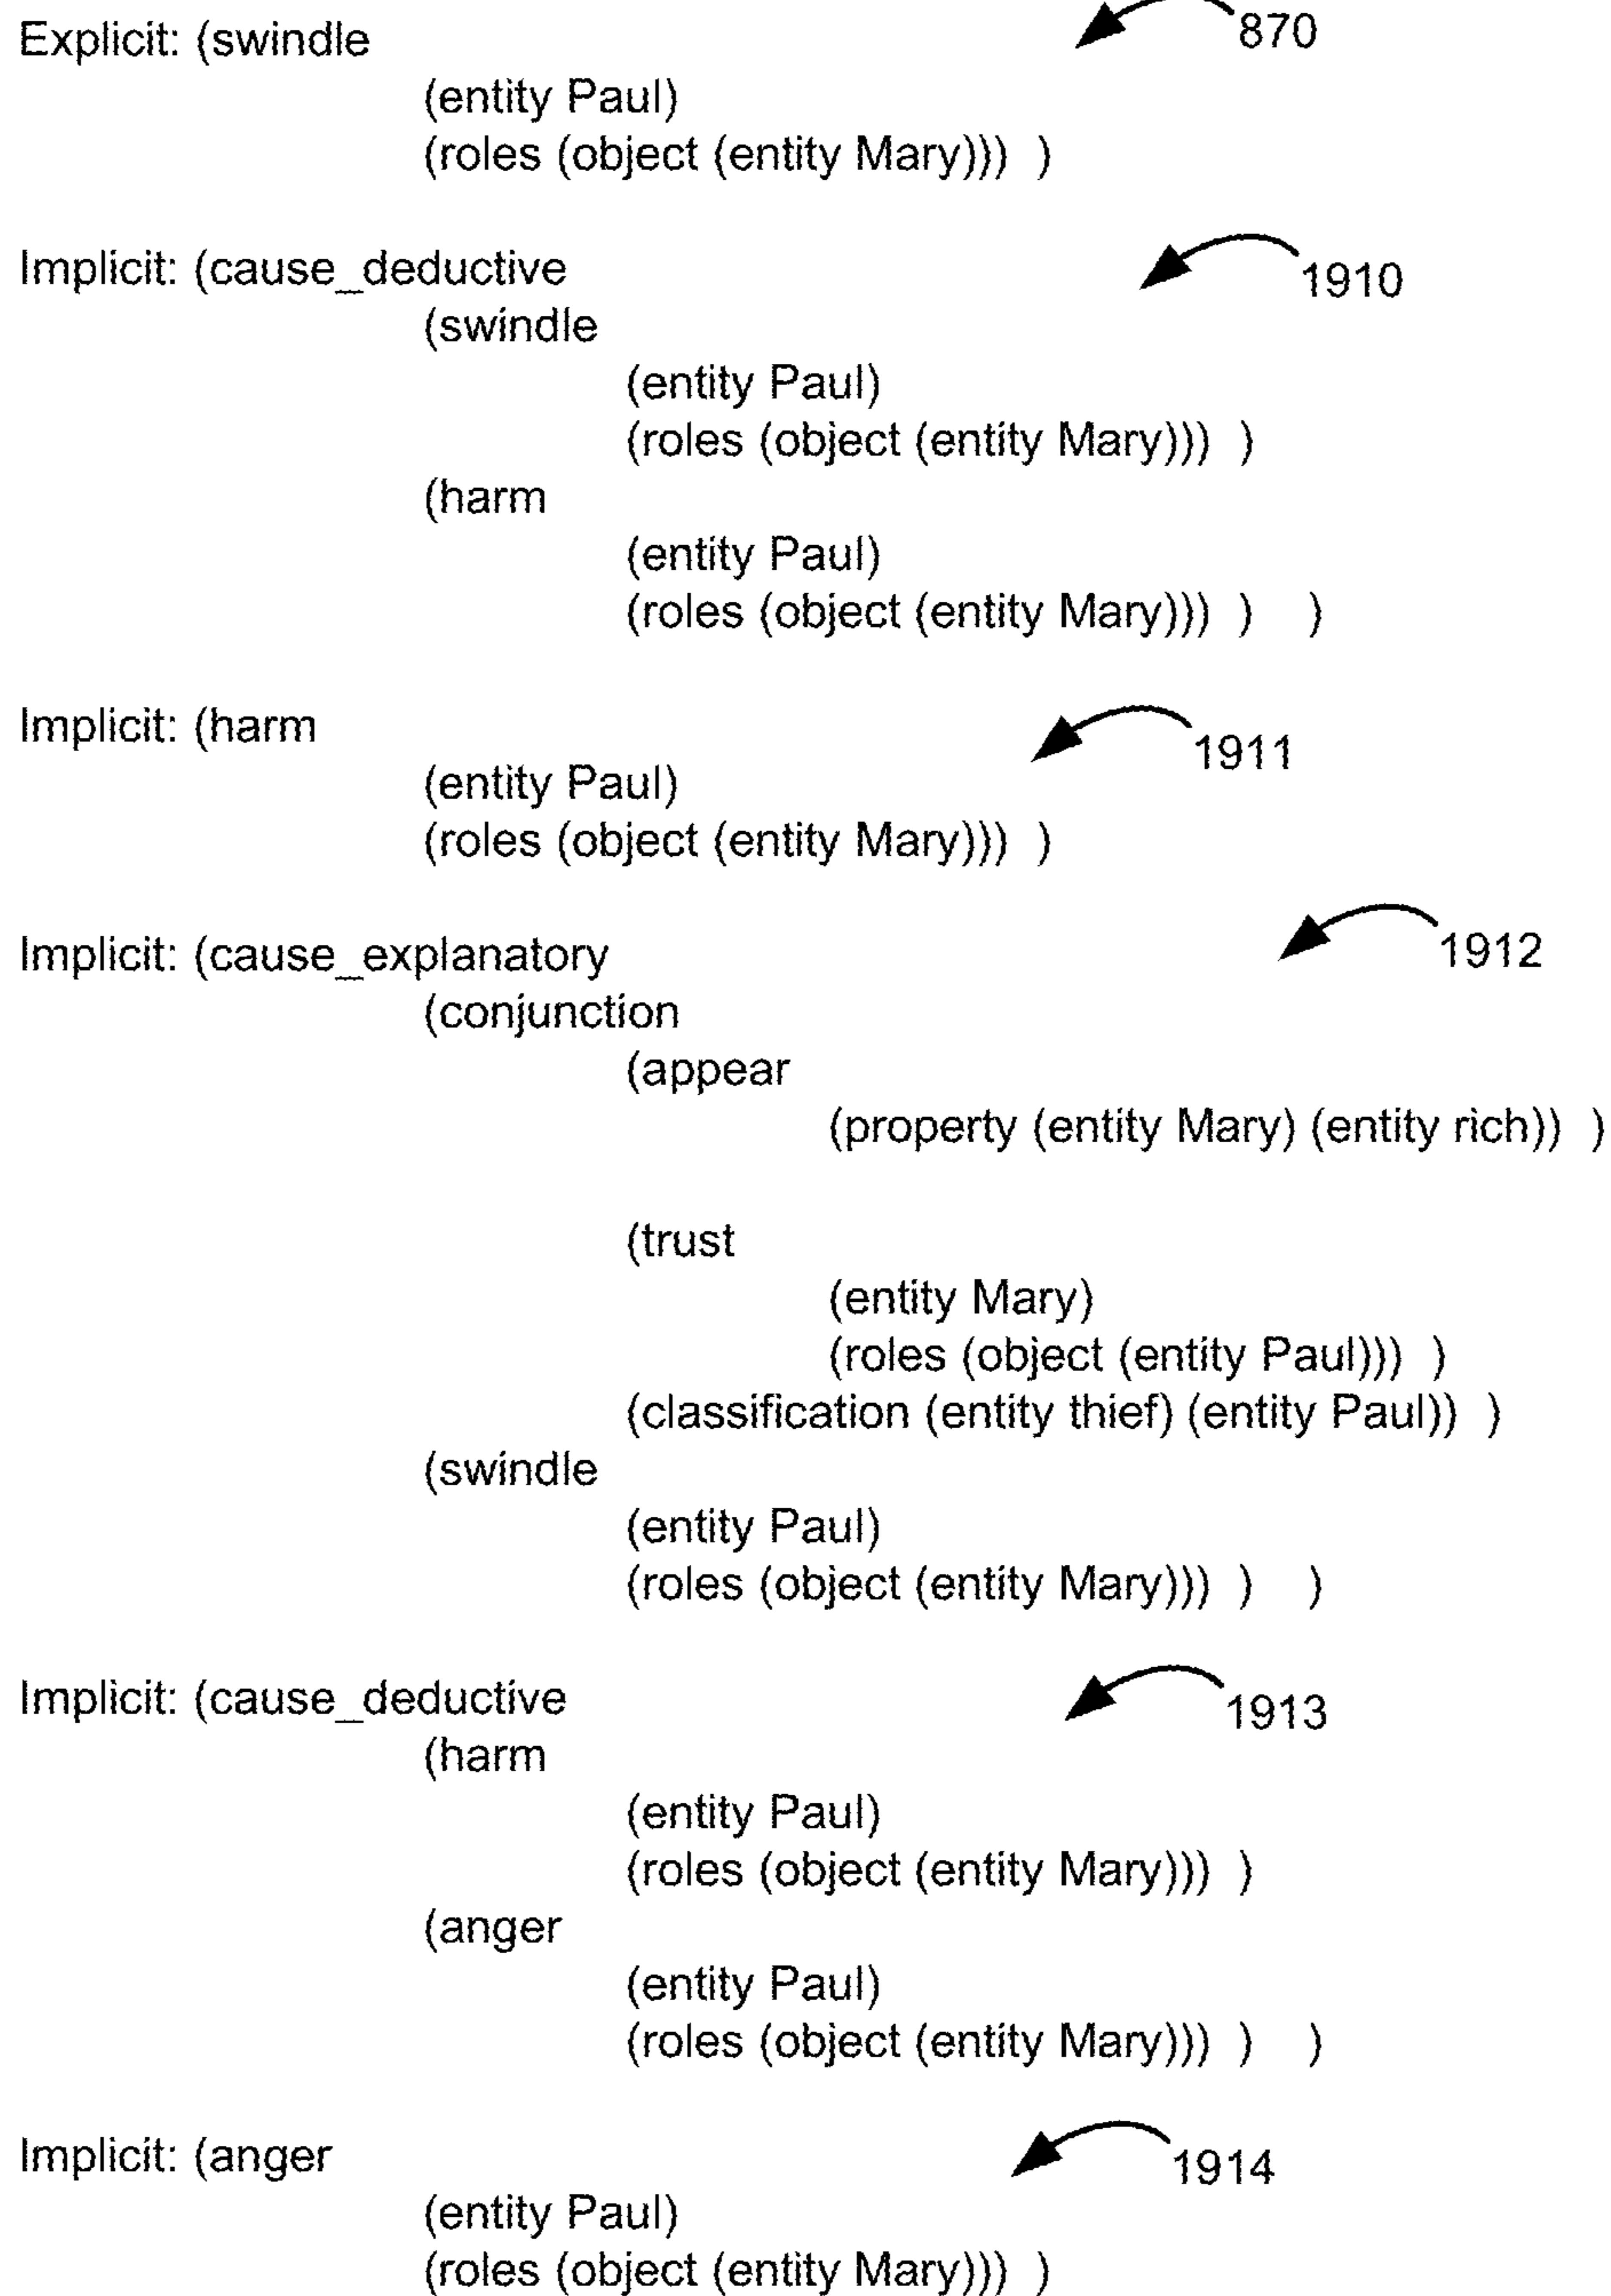 Explicit: (swindle 870
(entity Paul)
(roles (object (entity Mary))) )
Implicit: (cause_deductive 1910
(swindle
(entity Paul)
(roles (object (entity Mary))) )
(harm
(entity Paul)
(roles (object (entity Mary))) ) )
Implicit: (harm 1911
(entity Paul)
(roles (object (entity Mary))) )
Implicit: (cause_explanatory 1912
(conjunction
(appear
(property (entity Mary) (entity rich)) )
(trust
(entity Mary)
(roles (object (entity Paul))) )
(classification (entity thief) (entity Paul)) )
(swindle
(entity Paul)
(roles (object (entity Mary))) ) )
Implicit: (cause_deductive 1913
(harm
(entity Paul)
(roles (object (entity Mary))) )
(anger
(entity Paul)
(roles (object (entity Mary))) ) )
Implicit: (anger 1914
(entity Paul)
(roles (object (entity Mary))) )